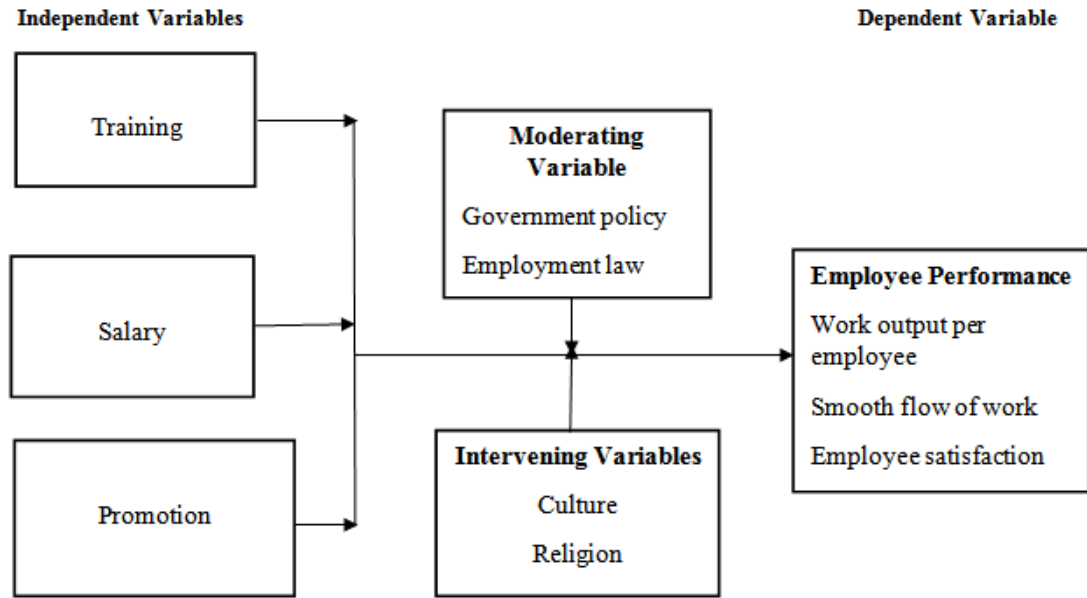 Independent Variables
Dependent Variable
Training
Salary
Promotion
Moderating
Variable
Government policy
Employment law
Intervening Variables
Culture
Religion
Employee Performance
Work output per
employee
Smooth flow of work
Employee satisfaction